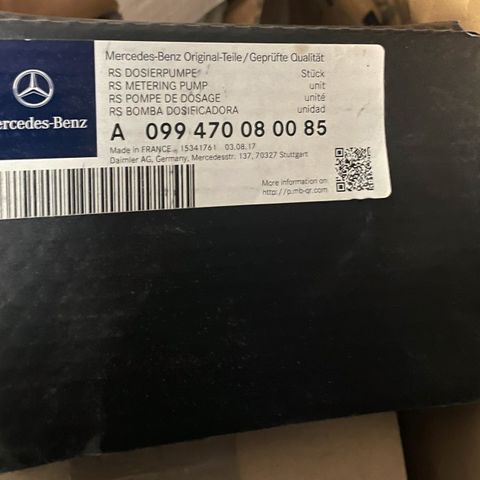 Mercedes-Benz Original-Teile/Geprüfte Qualität
RS DOSIERPUMPE Stück
RS METERING PUMP unit
RS POMPE DE DOSAGE unité
RS BOMBA DOSIFICADORA unidad
ercedes-Benz
A 099 470 08 00 85
Made in FRANCE 15341761 03.08.17
Daimler AG, Germany, Mercedesstr. 137, 70327 Stuttgart
More information on
http://p.mb-qr.com